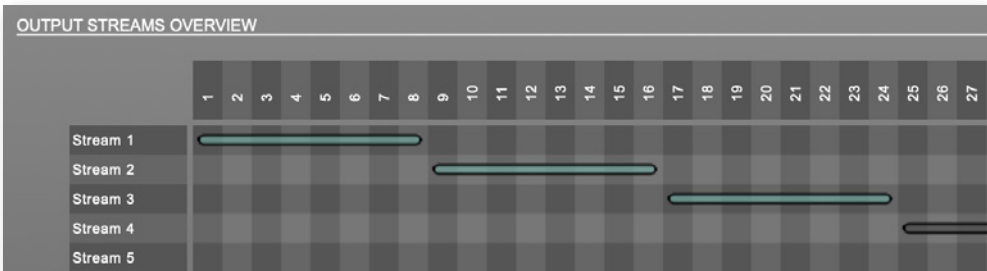 OUTPUT STREAMS OVERVIEW
1 2 3 4 5 6 7 8 9 10 11 12 13 14 15 16 17 18 19 20 21 22 23 24 25 26 27
Stream 1
Stream 2
Stream 3
Stream 4
Stream 5